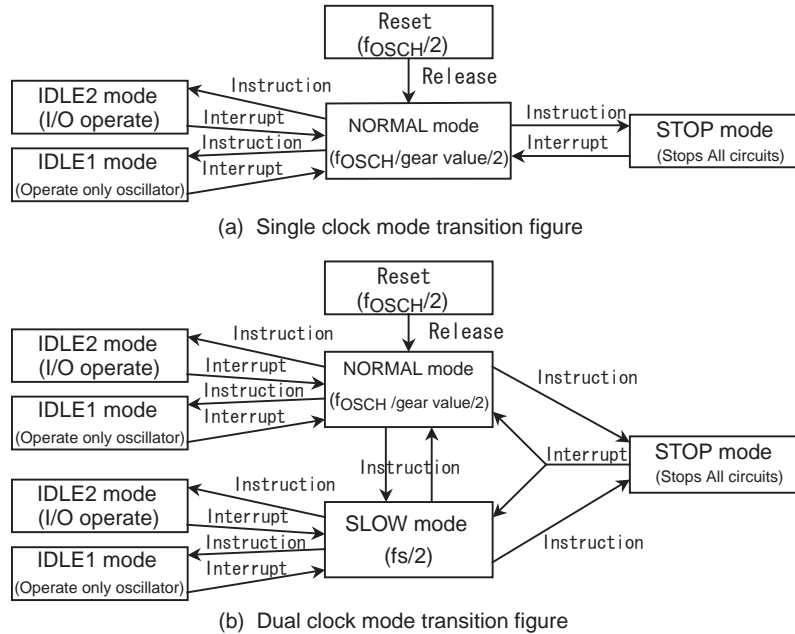 Reset
(fOSCH/2)
Release
Instruction
IDLE2 mode
(I/O operate)
Interrupt
Instruction
IDLE1 mode
(Operate only oscillator)
Interrupt
NORMAL mode
(fOSCH/gear value/2)
Instruction
Interrupt
STOP mode
(Stops All circuits)
(a) Single clock mode transition figure
Reset
(fOSCH/2)
Release
Instruction
IDLE2 mode
(I/O operate)
Interrupt
Instruction
IDLE1 mode
(Operate only oscillator)
Interrupt
NORMAL mode
(fOSCH /gear value/2)
Instruction
Instruction
Interrupt
STOP mode
(Stops All circuits)
IDLE2 mode
(I/O operate)
Instruction
Interrupt
Instruction
IDLE1 mode
(Operate only oscillator)
Interrupt
SLOW mode
(fs/2)
Instruction
(b) Dual clock mode transition figure